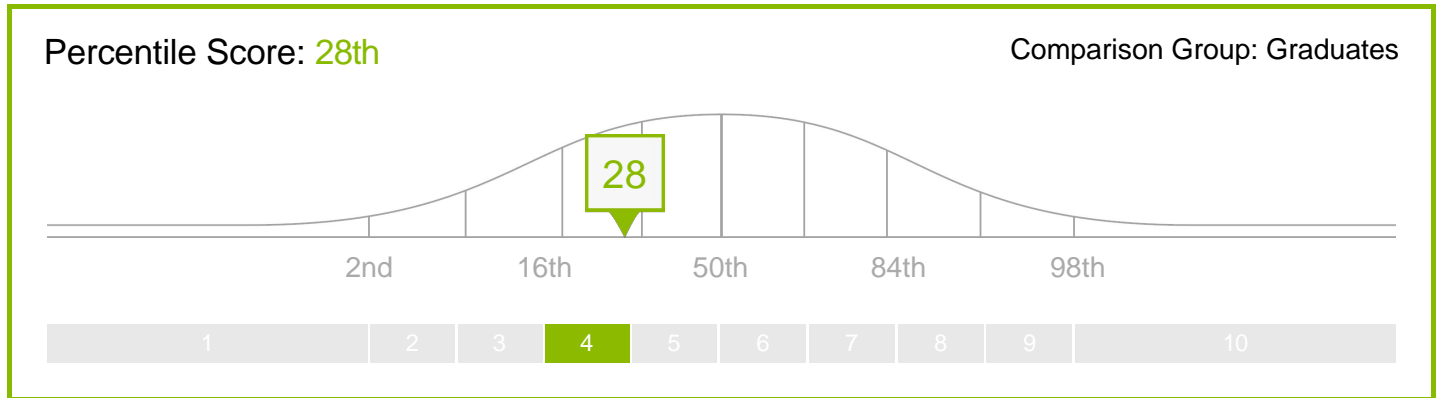 Percentile Score: 28th
Comparison Group: Graduates
28
2nd 16th 50th 84th 98th
1 2 3 4 5 6 7 8 9 10